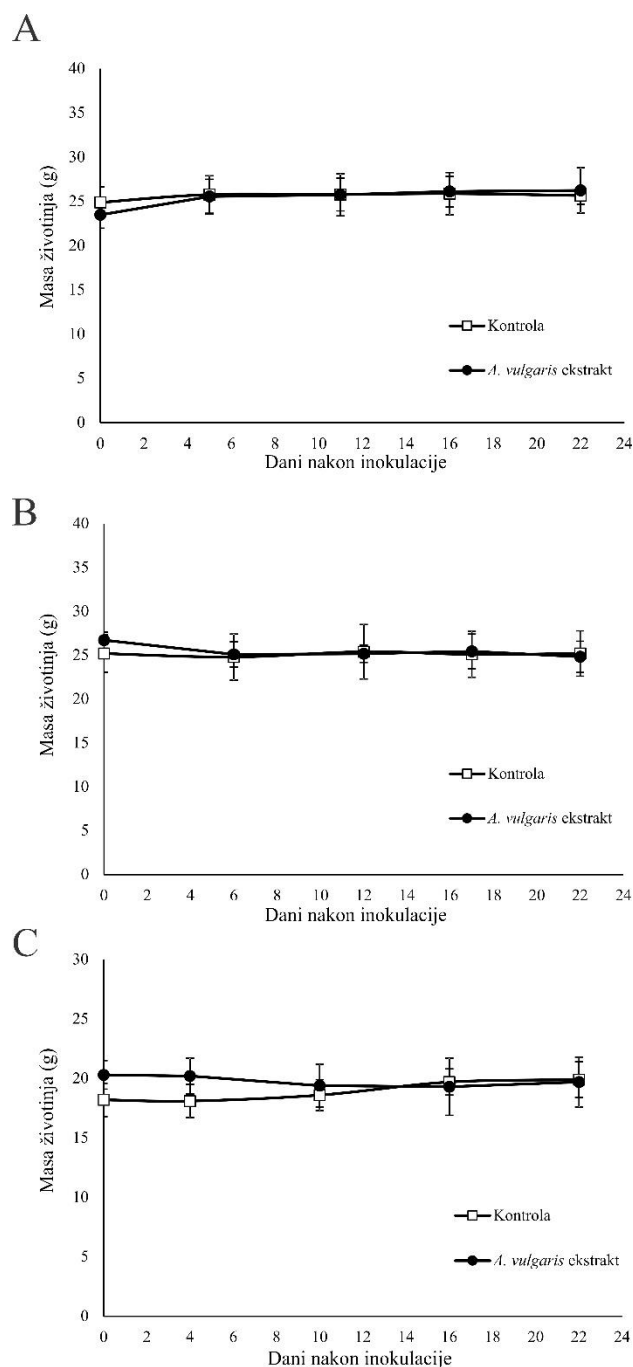 A
40
35
30
25
20
15
10
5
0
Masa životinja (g)
Kontrola
A. vulgaris ekstrakt
0 2 4 6 8 10 12 14 16 18 20 22 24
Dani nakon inokulacije
B
40
35
30
25
20
15
10
5
0
Masa životinja (g)
Kontrola
A. vulgaris ekstrakt
0 2 4 6 8 10 12 14 16 18 20 22 24
Dani nakon inokulacije
C
30
25
20
15
10
5
0
Masa životinja (g)
Kontrola
A. vulgaris ekstrakt
0 2 4 6 8 10 12 14 16 18 20 22 24
Dani nakon inokulacije